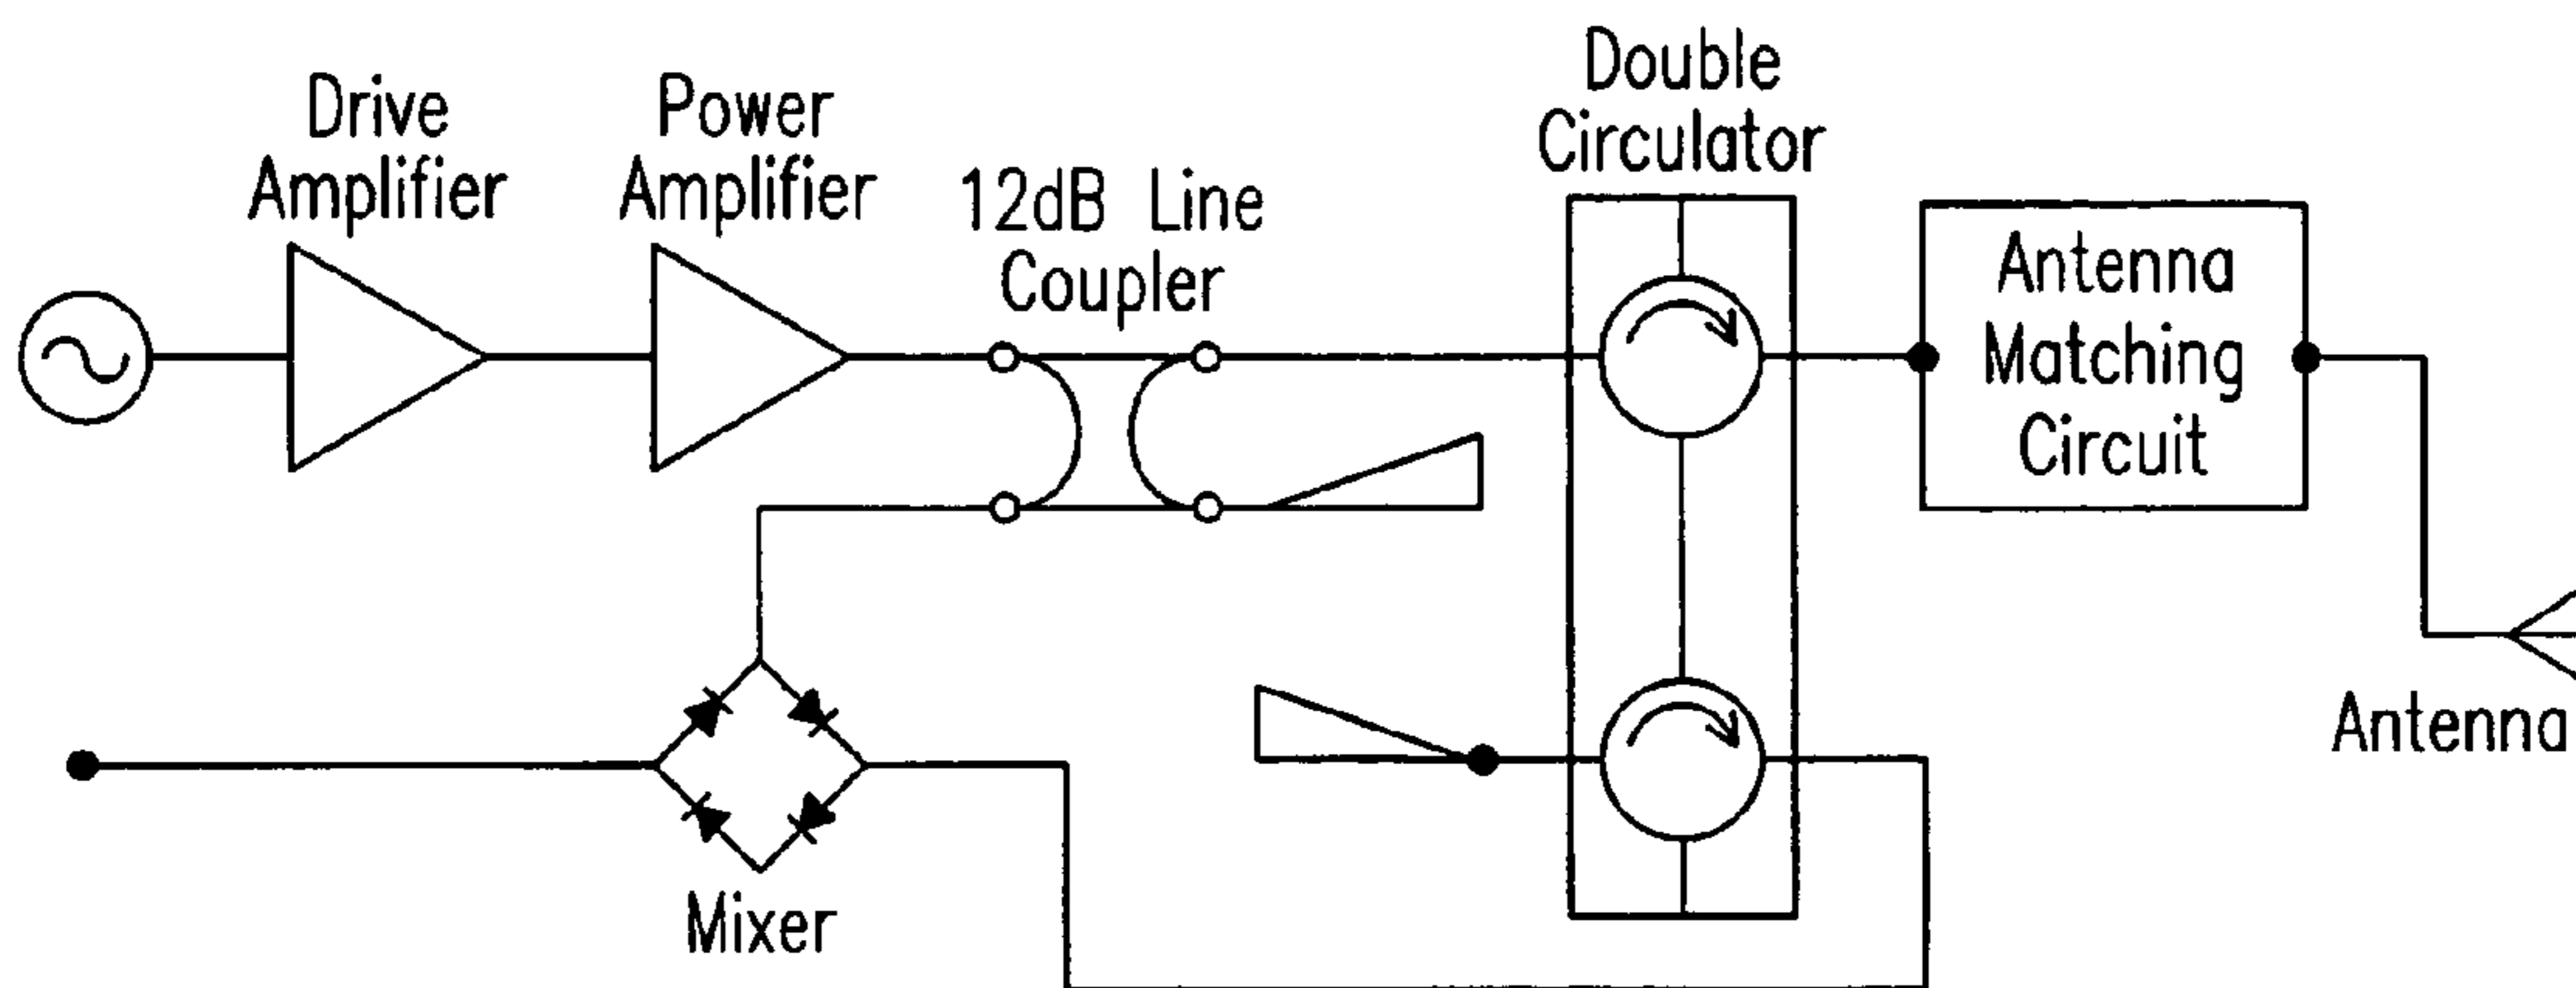 Drive
Amplifier
Power
Amplifier
12dB Line
Coupler
Double
Circulator
Antenna
Matching
Circuit
Antenna
Mixer